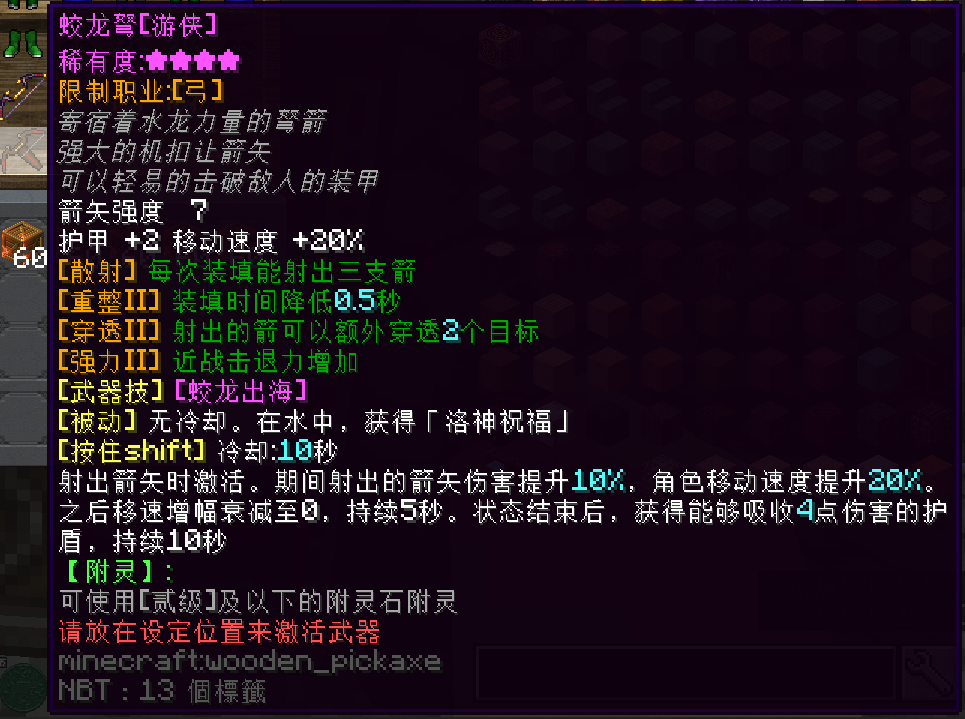 蛟龙弩[游侠]
稀有度:★★★★
限制职业:[弓]
寄宿着水龙力量的弩箭
强大的机扣让箭矢
可以轻易的击破敌人的装甲
箭矢强度 7
护甲 +2 移动速度 +20%
[散射] 每次装填能射出三支箭
[重整II] 装填时间降低0.5秒
[穿透II] 射出的箭可以额外穿透2个目标
[强力II] 近战击退力增加
[武器技] [蛟龙出海]
[被动] 无冷却。在水中，获得「洛神祝福」
[按住shift] 冷却:10秒
射出箭矢时激活。期间射出的箭矢伤害提升10%，角色移动速度提升20%。
之后移速增幅衰减至0，持续5秒。状态结束后，获得能够吸收4点伤害的护
盾，持续10秒
【附灵】:
可使用[贰级]及以下的附灵石附灵
请放在设定位置来激活武器
minecraft:wooden_pickaxe
NBT : 13 個標籤
60